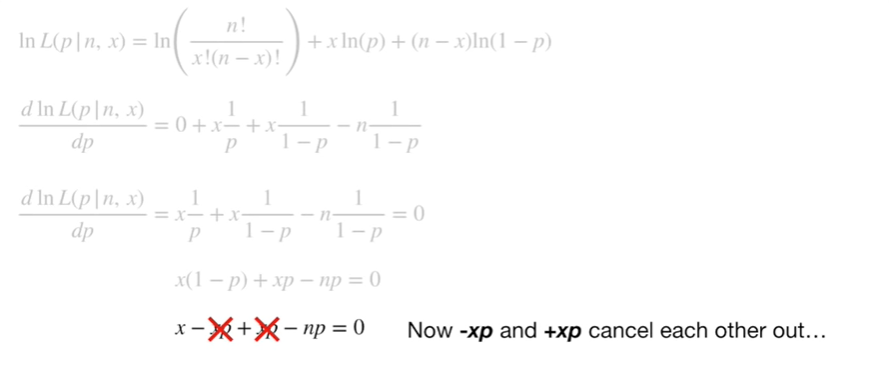 ln L(p|n, x) = ln(n! / x!(n − x)!) + x ln(p) + (n − x)ln(1 − p)
d ln L(p|n, x) / dp = 0 + x 1/p + x 1/(1 − p) − n 1/(1 − p)
d ln L(p|n, x) / dp = x 1/p + x 1/(1 − p) − n 1/(1 − p) = 0
x(1 − p) + xp − np = 0
x − xp + xp − np = 0 Now -xp and +xp cancel each other out…